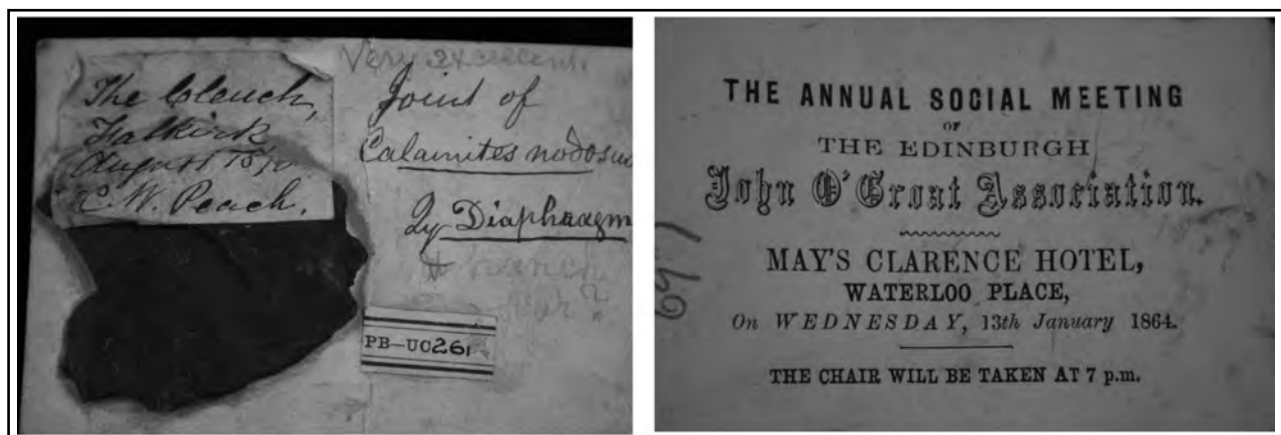 The Cleuch,
Falkirk
August 1870
C. W. Peach.
Very excellent.
Joint of
Calamites nodosus
Qy Diaphragm
branch
PB—UC261
THE ANNUAL SOCIAL MEETING
OF
THE EDINBURGH
John O'Groat Association.
MAY'S CLARENCE HOTEL,
WATERLOO PLACE,
On WEDNESDAY, 13th January 1864.
THE CHAIR WILL BE TAKEN AT 7 p.m.